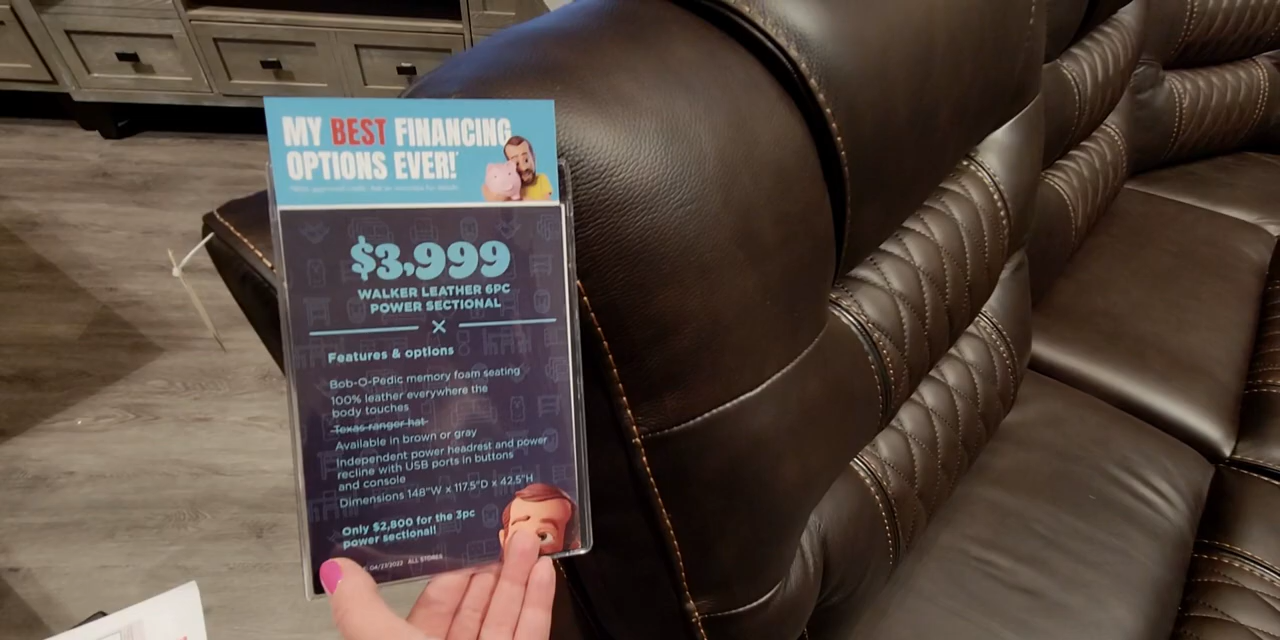 MY BEST FINANCING
OPTIONS EVER!*
$3,999
WALKER LEATHER 6PC
POWER SECTIONAL
Features & options
Bob-O-Pedic memory foam seating
100% leather everywhere the
body touches
Texas ranger hat
Available in brown or gray
Independent power headrest and power
recline with USB ports in buttons
and console
Dimensions 148"W x 117.5"D x 42.5"H
Only $2,800 for the 3pc
power sectional!
04/27/2022 ALL STORES